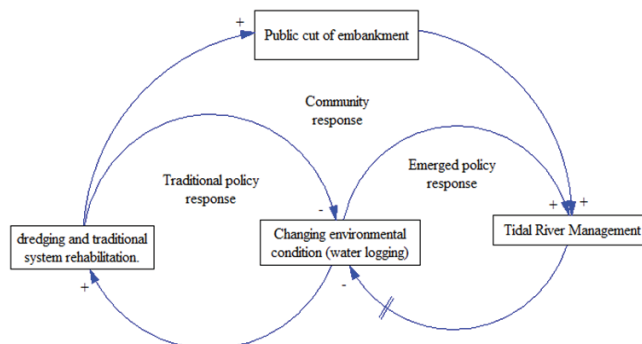 +
Public cut of embankment
Community
response
Traditional policy
response
Emerged policy
response
-
+
+
dredging and traditional
system rehabilitation.
Changing environmental
condition (water logging)
Tidal River Management
+
-